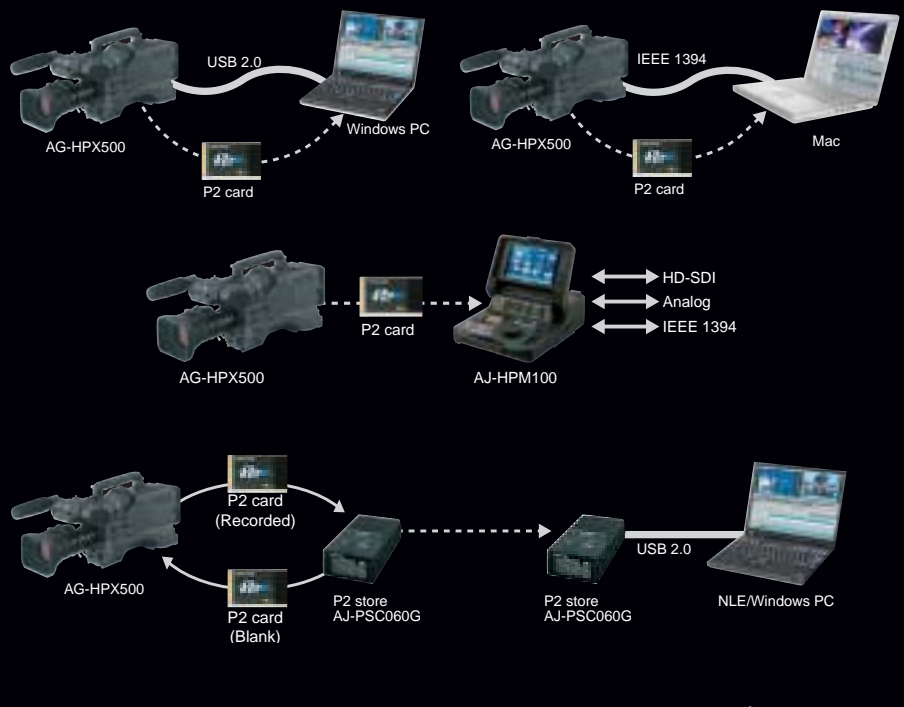 USB 2.0
Windows PC
AG-HPX500
P2 card
IEEE 1394
Mac
AG-HPX500
P2 card
HD-SDI
Analog
IEEE 1394
P2 card
AG-HPX500
AJ-HPM100
P2 card
(Recorded)
USB 2.0
AG-HPX500
P2 card
(Blank)
P2 store
AJ-PSC060G
P2 store
AJ-PSC060G
NLE/Windows PC